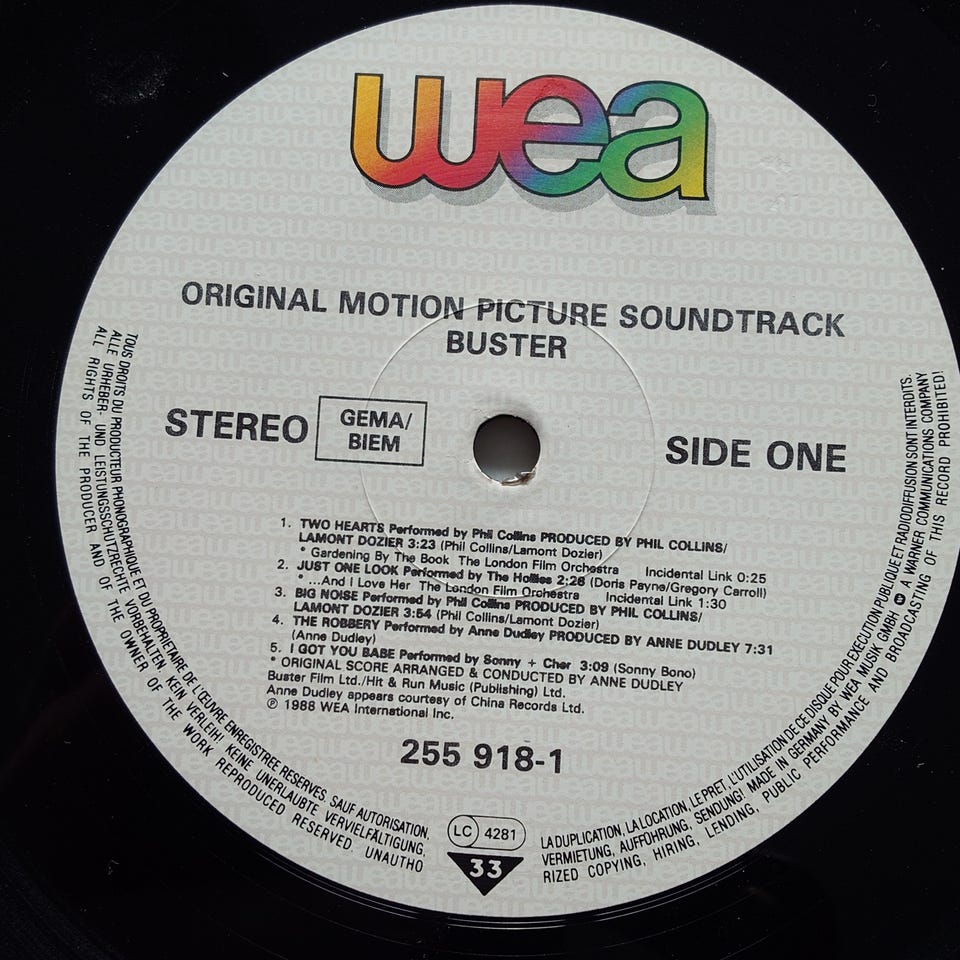 wea
ORIGINAL MOTION PICTURE SOUNDTRACK
BUSTER
STEREO
GEMA/
BIEM
SIDE ONE
1. TWO HEARTS Performed by Phil Collins PRODUCED BY PHIL COLLINS/
LAMONT DOZIER 3:23 (Phil Collins/Lamont Dozier)
* Gardening By The Book The London Film Orchestra Incidental Link 0:25
2. JUST ONE LOOK Performed by The Hollies 2:28 (Doris Payne/Gregory Carroll)
* ...And I Love Her The London Film Orchestra Incidental Link 1:30
3. BIG NOISE Performed by Phil Collins PRODUCED BY PHIL COLLINS/
LAMONT DOZIER 3:54 (Phil Collins/Lamont Dozier)
4. THE ROBBERY Performed by Anne Dudley PRODUCED BY ANNE DUDLEY 7:31
(Anne Dudley)
5. I GOT YOU BABE Performed by Sonny + Cher 3:09 (Sonny Bono)
* ORIGINAL SCORE ARRANGED & CONDUCTED BY ANNE DUDLEY
Buster Film Ltd./Hit & Run Music (Publishing) Ltd.
Anne Dudley appears courtesy of China Records Ltd.
℗ 1988 WEA International Inc.
255 918-1
LC 4281
33
TOUS DROITS DU PRODUCTEUR PHONOGRAPHIQUE ET DU PROPRIETAIRE DE L'ŒUVRE ENREGISTREE RESERVES. SAUF AUTORISATION, LA DUPLICATION, LA LOCATION, LE PRET, L'UTILISATION DE CE DISQUE POUR EXECUTION PUBLIQUE ET RADIODIFFUSION SONT INTERDITS.
ALLE URHEBER- UND LEISTUNGSSCHUTZRECHTE VORBEHALTEN KEIN VERLEIH! KEINE UNERLAUBTE VERVIELFÄLTIGUNG, VERMIETUNG, AUFFÜHRUNG, SENDUNG! MADE IN GERMANY BY WEA MUSIK GMBH A WARNER COMMUNICATIONS COMPANY
ALL RIGHTS OF THE PRODUCER AND OF THE OWNER OF THE WORK REPRODUCED RESERVED. UNAUTHORIZED COPYING, HIRING, LENDING, PUBLIC PERFORMANCE AND BROADCASTING OF THIS RECORD PROHIBITED!